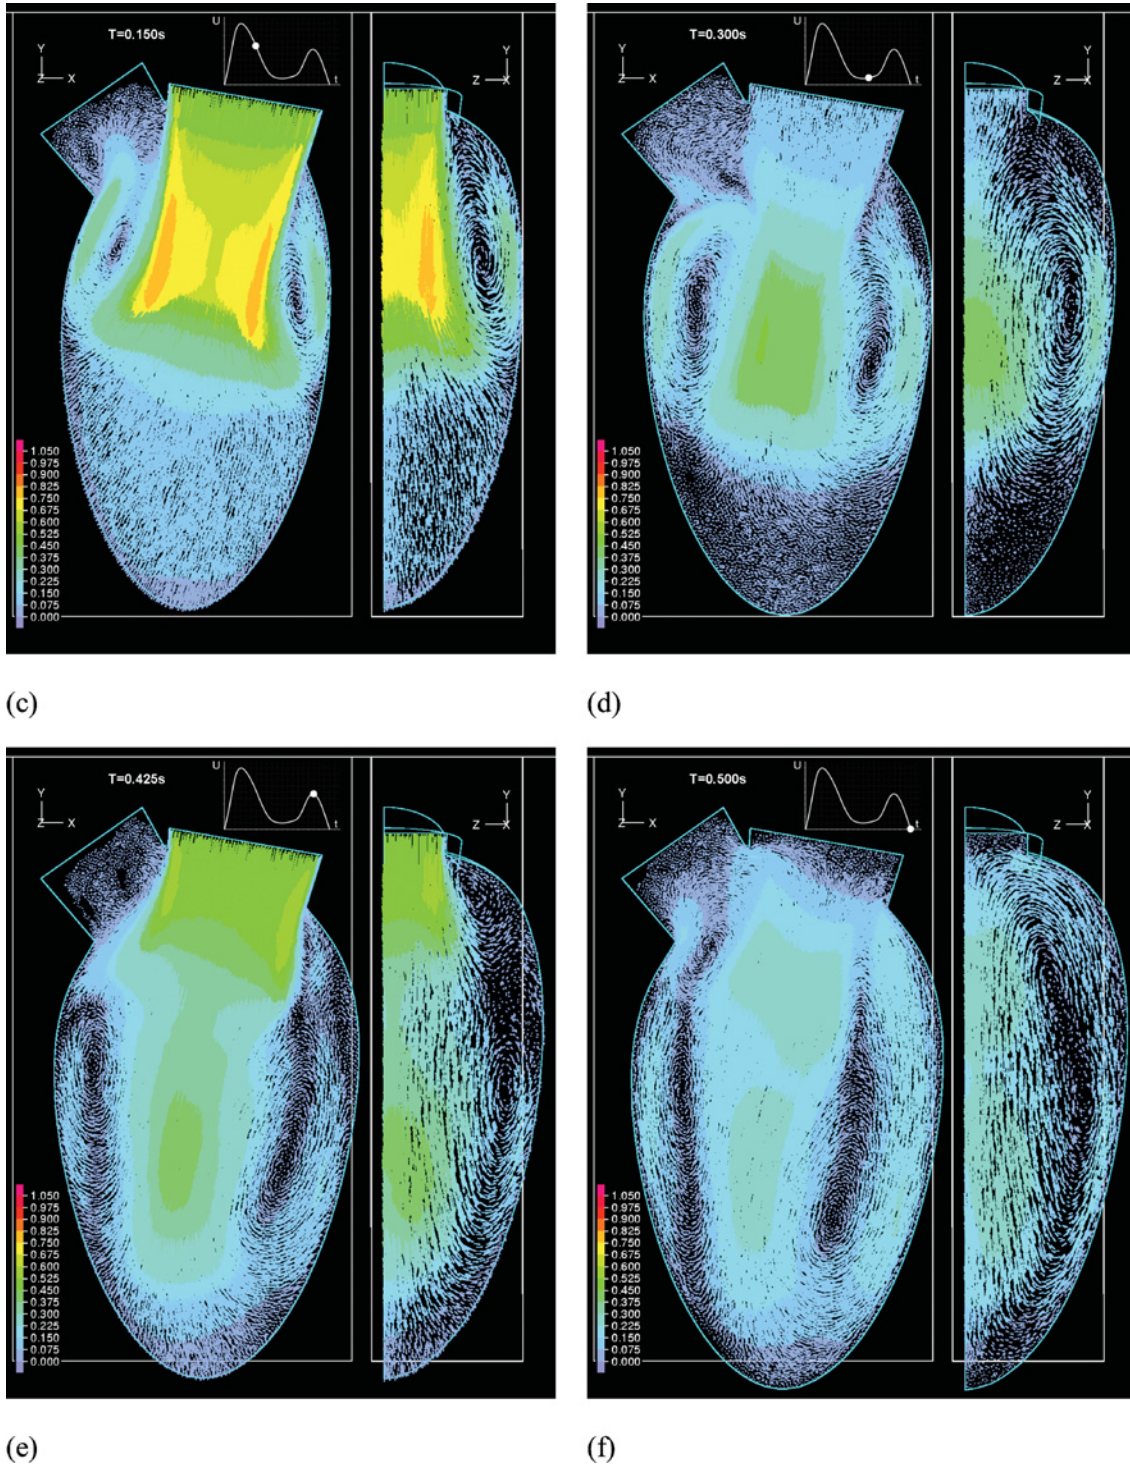 T=0.150s
U
t
Y
Z X
Y
Z X
1.050
0.975
0.900
0.825
0.750
0.675
0.600
0.525
0.450
0.375
0.300
0.225
0.150
0.075
0.000
(c)
T=0.300s
U
t
Y
Z X
Y
Z X
1.050
0.975
0.900
0.825
0.750
0.675
0.600
0.525
0.450
0.375
0.300
0.225
0.150
0.075
0.000
(d)
T=0.425s
U
t
Y
Z X
Y
Z X
1.050
0.975
0.900
0.825
0.750
0.675
0.600
0.525
0.450
0.375
0.300
0.225
0.150
0.075
0.000
(e)
T=0.500s
U
t
Y
Z X
Y
Z X
1.050
0.975
0.900
0.825
0.750
0.675
0.600
0.525
0.450
0.375
0.300
0.225
0.150
0.075
0.000
(f)